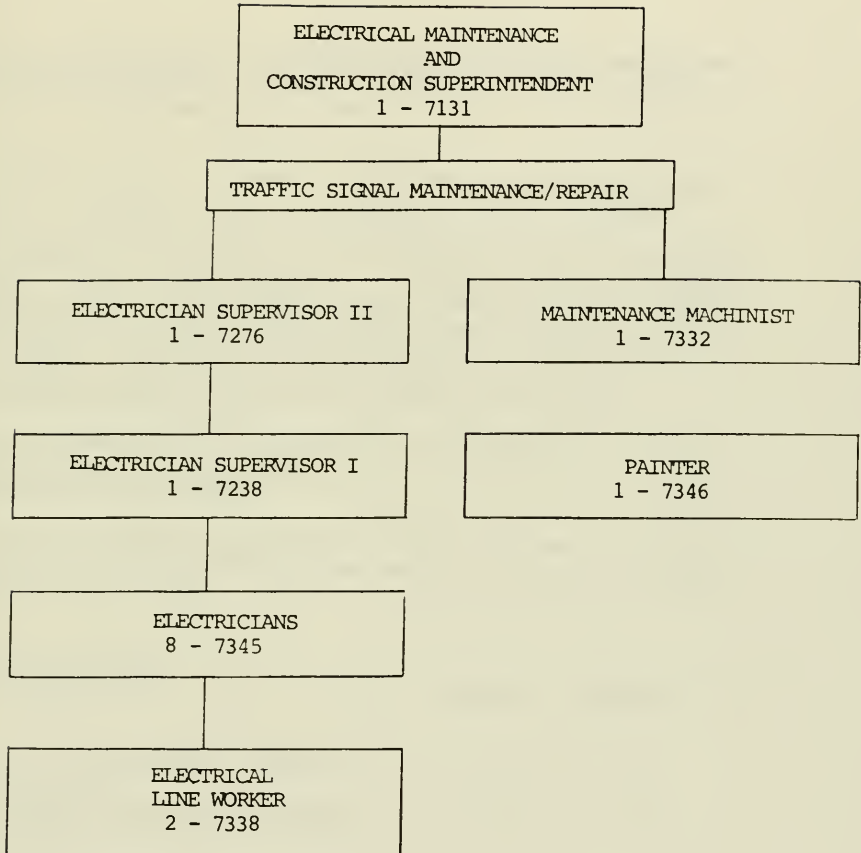 ELECTRICAL MAINTENANCE
AND
CONSTRUCTION SUPERINTENDENT
1 - 7131
TRAFFIC SIGNAL MAINTENANCE/REPAIR
ELECTRICIAN SUPERVISOR II
1 - 7276
MAINTENANCE MACHINIST
1 - 7332
ELECTRICIAN SUPERVISOR I
1 - 7238
PAINTER
1 - 7346
ELECTRICIANS
8 - 7345
ELECTRICAL
LINE WORKER
2 - 7338